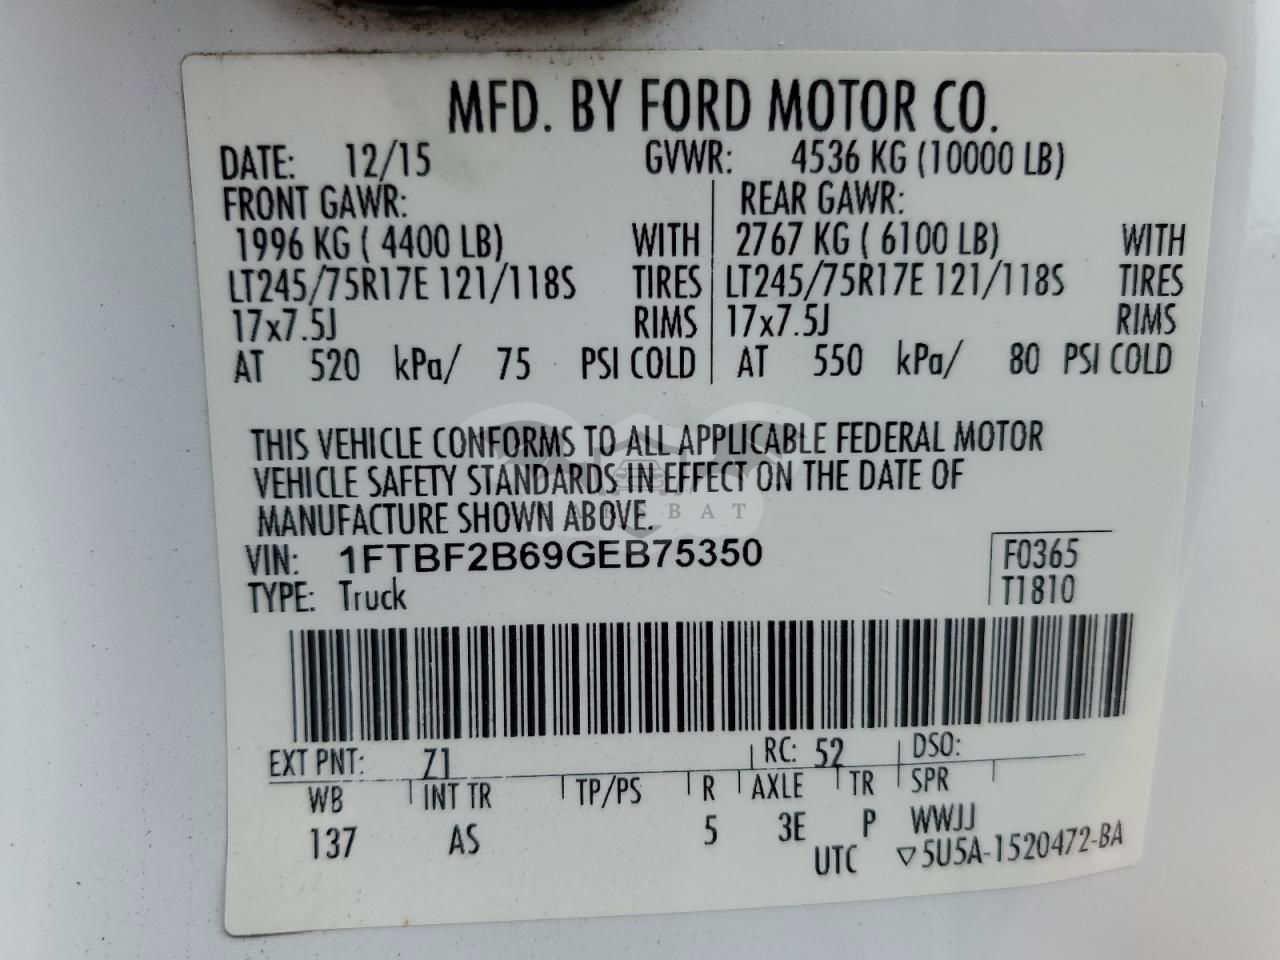 MFD. BY FORD MOTOR CO.
DATE: 12/15 GVWR: 4536 KG (10000 LB)
FRONT GAWR: REAR GAWR:
1996 KG ( 4400 LB) WITH 2767 KG ( 6100 LB) WITH
LT245/75R17E 121/118S TIRES LT245/75R17E 121/118S TIRES
17x7.5J RIMS 17x7.5J RIMS
AT 520 kPa/ 75 PSI COLD AT 550 kPa/ 80 PSI COLD
THIS VEHICLE CONFORMS TO ALL APPLICABLE FEDERAL MOTOR
VEHICLE SAFETY STANDARDS IN EFFECT ON THE DATE OF
MANUFACTURE SHOWN ABOVE.
VIN: 1FTBF2B69GEB75350 F0365
TYPE: Truck T1810
EXT PNT: Z1 RC: 52 DSO:
WB INT TR TP/PS R AXLE TR SPR
137 AS 5 3E P WWJJ
UTC ▽5U5A-1520472-BA